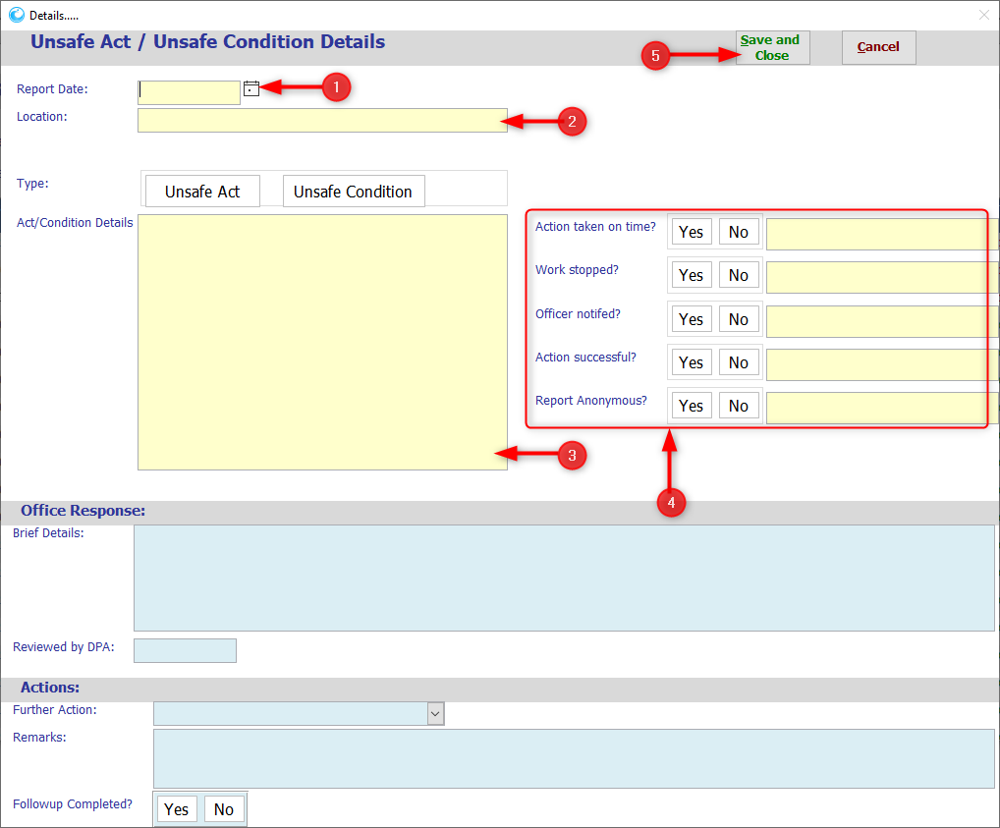 Details.....
Unsafe Act / Unsafe Condition Details
5
Save and
Close
Cancel
Report Date:
1
Location:
2
Type:
Unsafe Act
Unsafe Condition
Act/Condition Details
Action taken on time?
Yes
No
Work stopped?
Yes
No
Officer notifed?
Yes
No
Action successful?
Yes
No
Report Anonymous?
Yes
No
3
4
Office Response:
Brief Details:
Reviewed by DPA:
Actions:
Further Action:
Remarks:
Followup Completed?
Yes
No